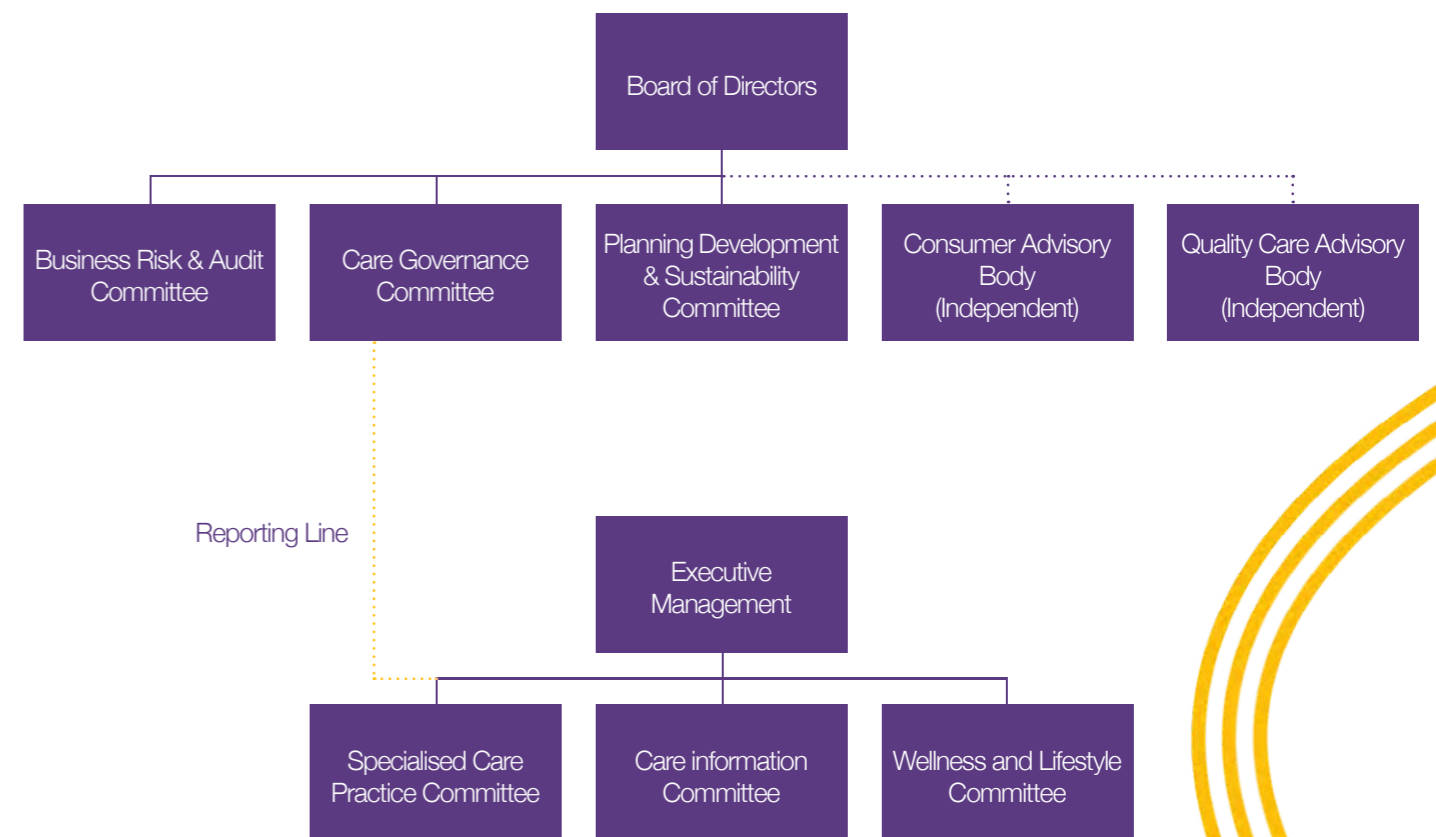 Board of Directors
Business Risk & Audit
Committee
Care Governance
Committee
Planning Development
& Sustainability
Committee
Consumer Advisory
Body
(Independent)
Quality Care Advisory
Body
(Independent)
Reporting Line
Executive
Management
Specialised Care
Practice Committee
Care information
Committee
Wellness and Lifestyle
Committee